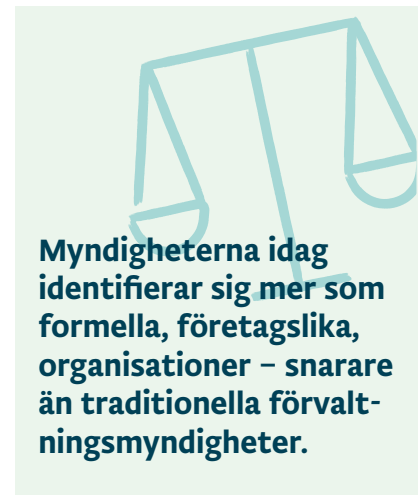 Myndigheterna idag
identifierar sig mer som
formella, företagslika,
organisationer – snarare
än traditionella förvalt-
ningsmyndigheter.